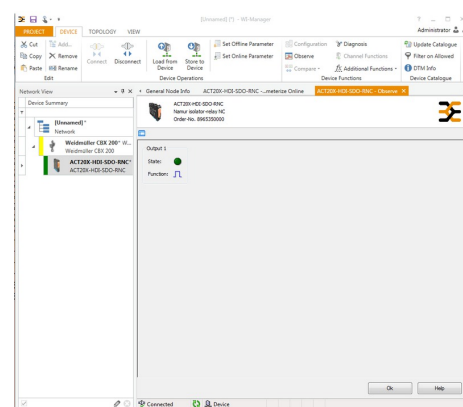 [Unnamed] (*) - WI-Manager
PROJECT DEVICE TOPOLOGY VIEW Administrator
Cut Add...
Copy Remove
Paste Rename
Edit
Connect Disconnect
Load from Device Store to Device
Set Offline Parameter
Set Online Parameter
Device Operations
Configuration Diagnosis
Observe Channel Functions
Compare Additional Functions
Device Functions
Update Catalogue
Filter on Allowed
DTM Info
Device Catalogue
Network View
Device Summary
[Unnamed]*
Network
Weidmüller CBX 200* W...
Weidmüller CBX 200
ACT20X-HDI-SDO-RNC*
ACT20X-HDI-SDO-RNC
General Node Info ACT20X-HDI-SDO-RNC -...meterize Online ACT20X-HDI-SDO-RNC - Observe
ACT20X-HDI-SDO-RNC
Namur isolator-relay NC
Order-No. 8965350000
Output 1
State:
Function:
Ok Help
Connected Device